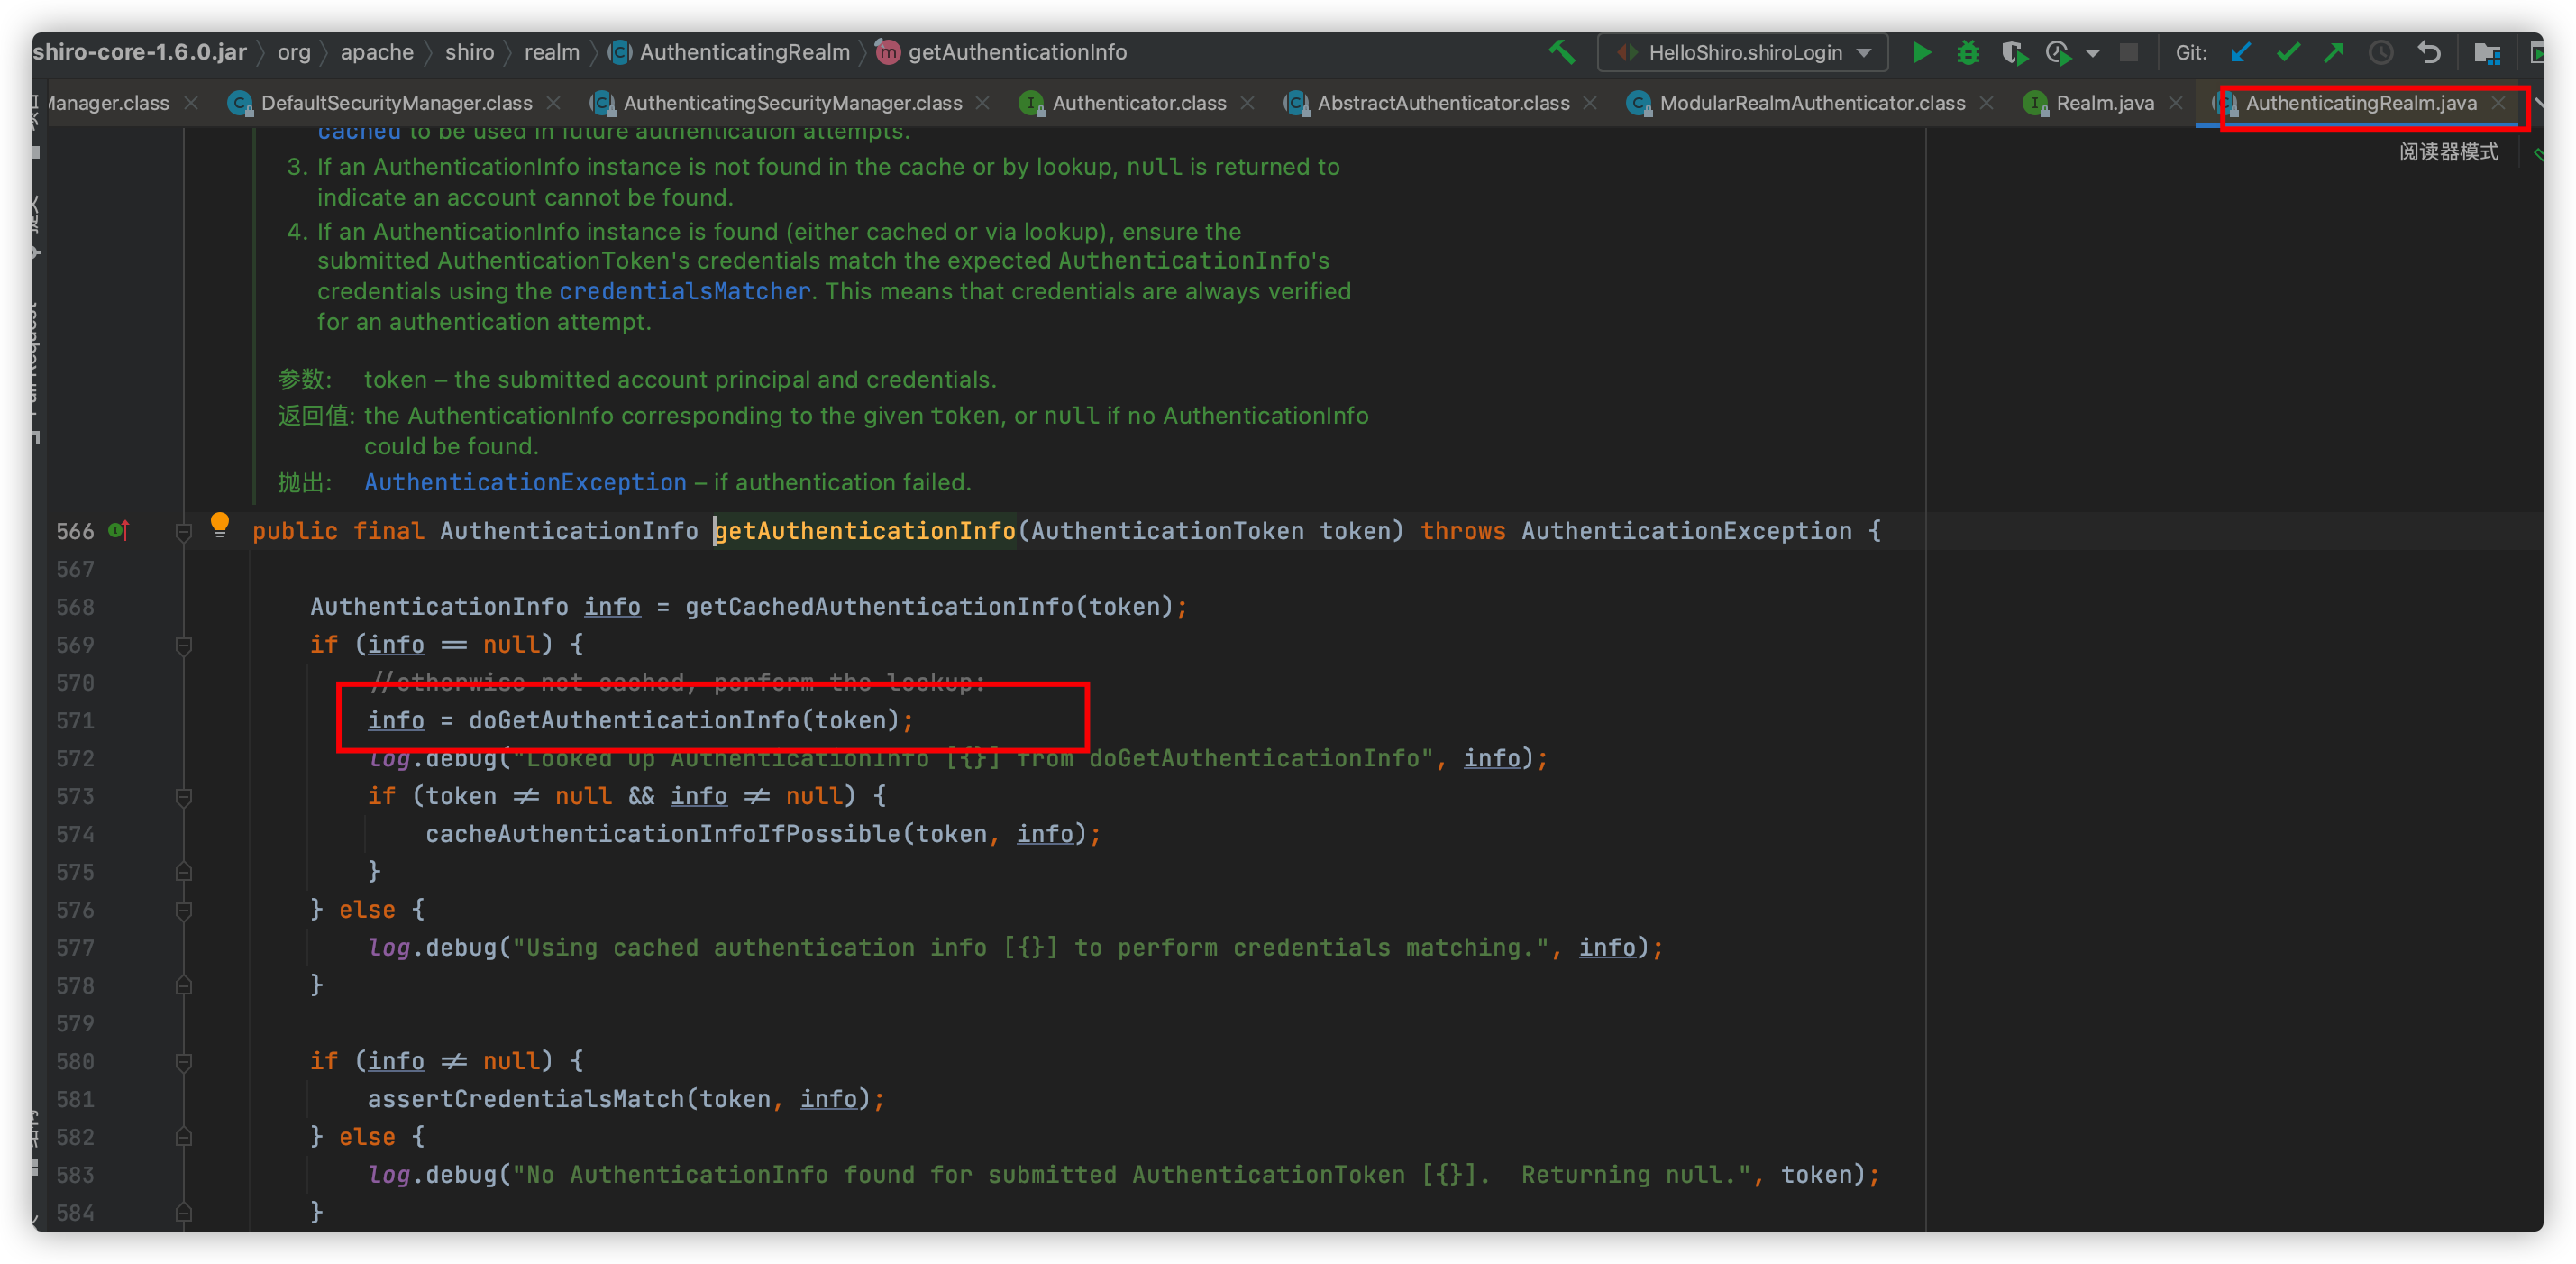 shiro-core-1.6.0.jar 〉 org 〉 apache 〉 shiro 〉 realm 〉 AuthenticatingRealm 〉 getAuthenticationInfo HelloShiro.shiroLogin Git:
Manager.class DefaultSecurityManager.class AuthenticatingSecurityManager.class Authenticator.class AbstractAuthenticator.class ModularRealmAuthenticator.class Realm.java AuthenticatingRealm.java
阅读器模式
cached to be used in future authentication attempts.
3. If an AuthenticationInfo instance is not found in the cache or by lookup, null is returned to
indicate an account cannot be found.
4. If an AuthenticationInfo instance is found (either cached or via lookup), ensure the
submitted AuthenticationToken's credentials match the expected AuthenticationInfo's
credentials using the credentialsMatcher. This means that credentials are always verified
for an authentication attempt.
参数: token – the submitted account principal and credentials.
返回值: the AuthenticationInfo corresponding to the given token, or null if no AuthenticationInfo
could be found.
抛出: AuthenticationException – if authentication failed.
566 public final AuthenticationInfo getAuthenticationInfo(AuthenticationToken token) throws AuthenticationException {
567
568 AuthenticationInfo info = getCachedAuthenticationInfo(token);
569 if (info == null) {
570 //otherwise not cached, perform the lookup:
571 info = doGetAuthenticationInfo(token);
572 log.debug("Looked up AuthenticationInfo [{}] from doGetAuthenticationInfo", info);
573 if (token != null && info != null) {
574 cacheAuthenticationInfoIfPossible(token, info);
575 }
576 } else {
577 log.debug("Using cached authentication info [{}] to perform credentials matching.", info);
578 }
579
580 if (info != null) {
581 assertCredentialsMatch(token, info);
582 } else {
583 log.debug("No AuthenticationInfo found for submitted AuthenticationToken [{}].  Returning null.", token);
584 }